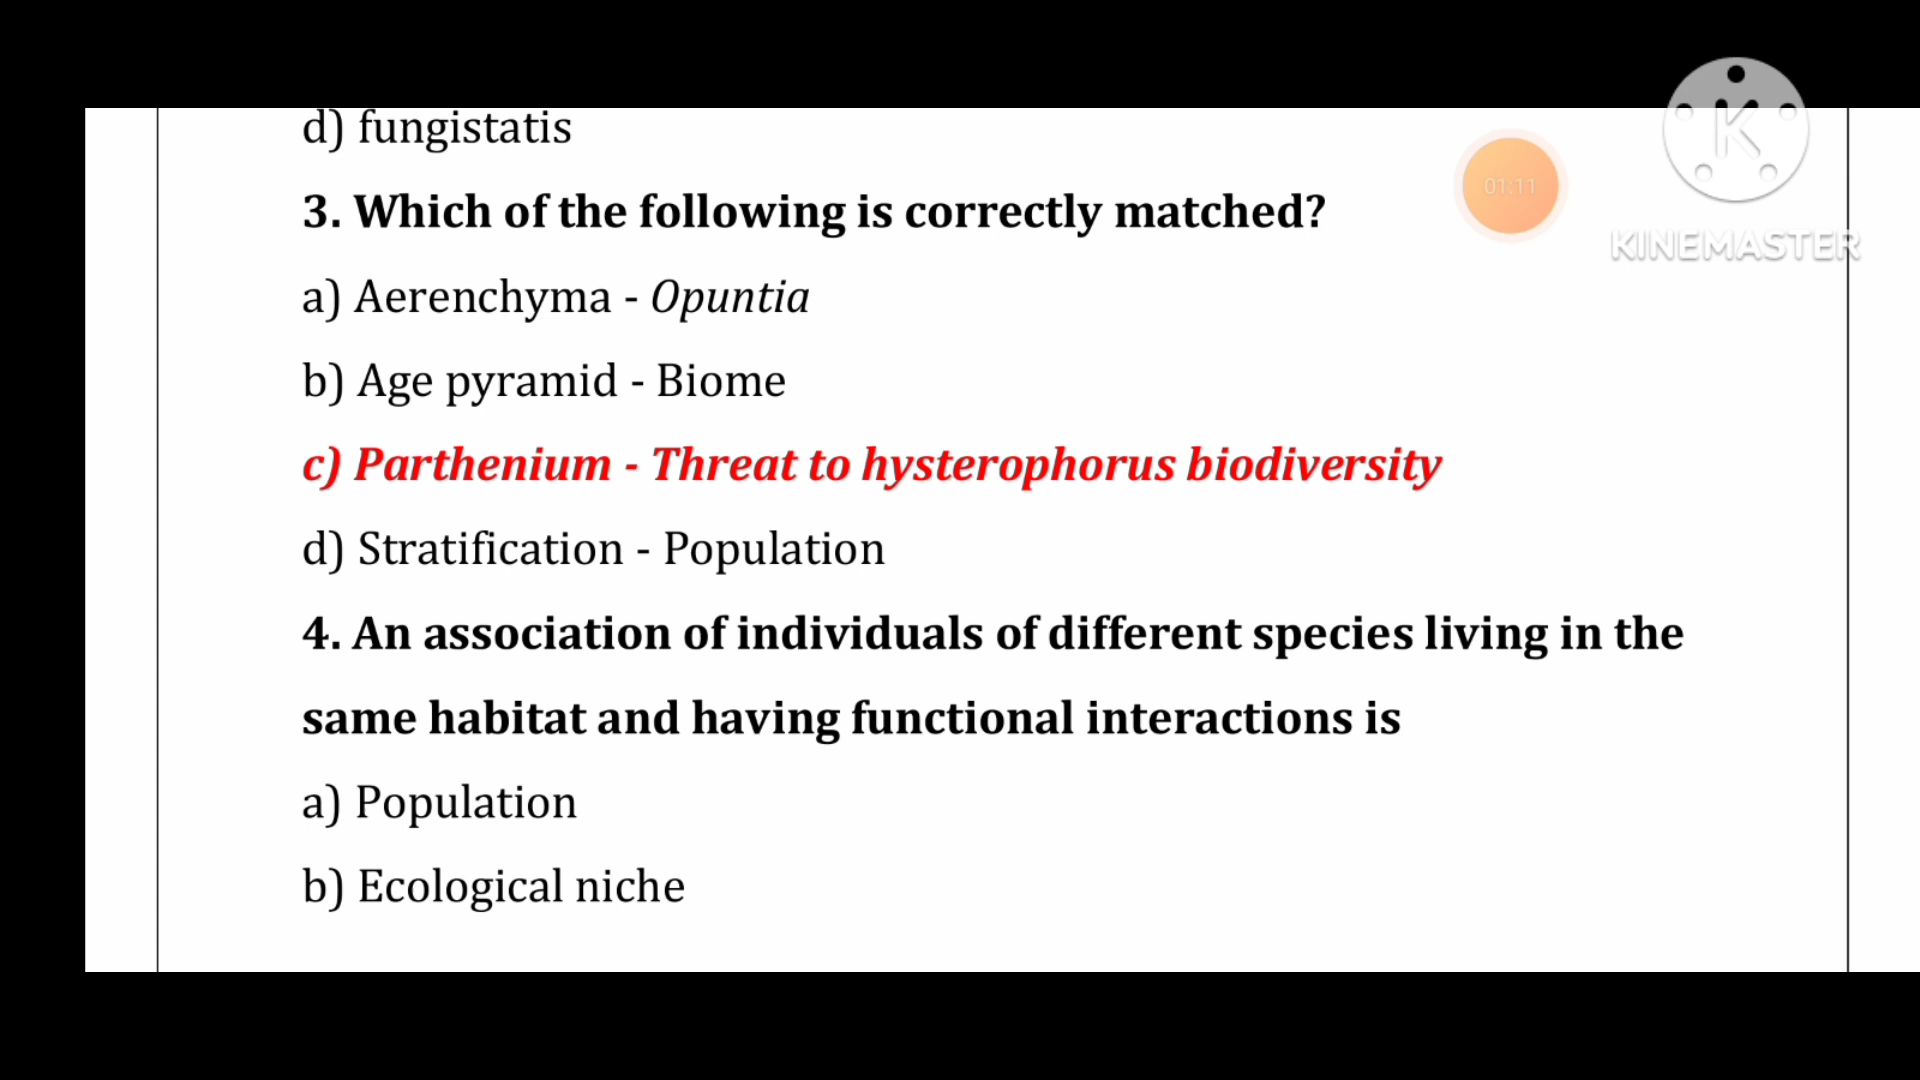 d) fungistatis
3. Which of the following is correctly matched?
01:11
K
KINEMASTER
a) Aerenchyma - Opuntia
b) Age pyramid - Biome
c) Parthenium - Threat to hysterophorus biodiversity
d) Stratification - Population
4. An association of individuals of different species living in the
same habitat and having functional interactions is
a) Population
b) Ecological niche